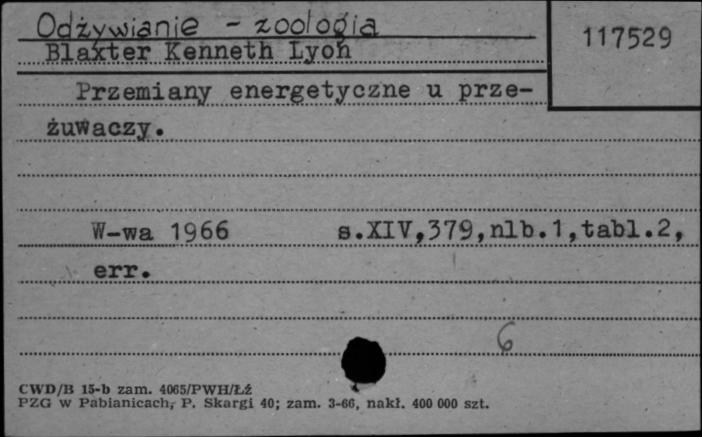 Odżywianie - zoologia
117529
Blaxter Kenneth Lyon
Przemiany energetyczne u prze-
żuwaczy.
W-wa 1966 s.XIV,379,nlb.1,tabl.2,
err.
6
CWD/B 15-b zam. 4065/PWH/Łź
PZG w Pabianicach, P. Skargi 40; zam. 3-66, nakł. 400 000 szt.